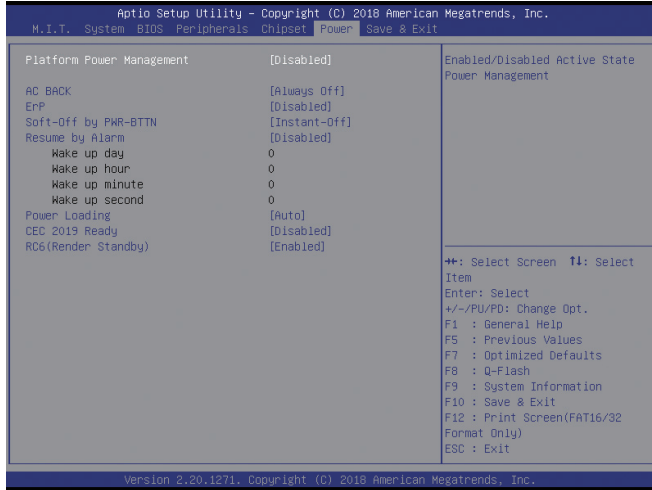 Aptio Setup Utility – Copyright (C) 2018 American Megatrends, Inc.
M.I.T. System BIOS Peripherals Chipset Power Save & Exit
Platform Power Management [Disabled]
AC BACK [Always Off]
ErP [Disabled]
Soft-Off by PWR-BTTN [Instant-Off]
Resume by Alarm [Disabled]
Wake up day 0
Wake up hour 0
Wake up minute 0
Wake up second 0
Power Loading [Auto]
CEC 2019 Ready [Disabled]
RC6(Render Standby) [Enabled]
Enabled/Disabled Active State
Power Management
→←: Select Screen ↑↓: Select
Item
Enter: Select
+/-/PU/PD: Change Opt.
F1 : General Help
F5 : Previous Values
F7 : Optimized Defaults
F8 : Q-Flash
F9 : System Information
F10 : Save & Exit
F12 : Print Screen(FAT16/32
Format Only)
ESC : Exit
Version 2.20.1271. Copyright (C) 2018 American Megatrends, Inc.